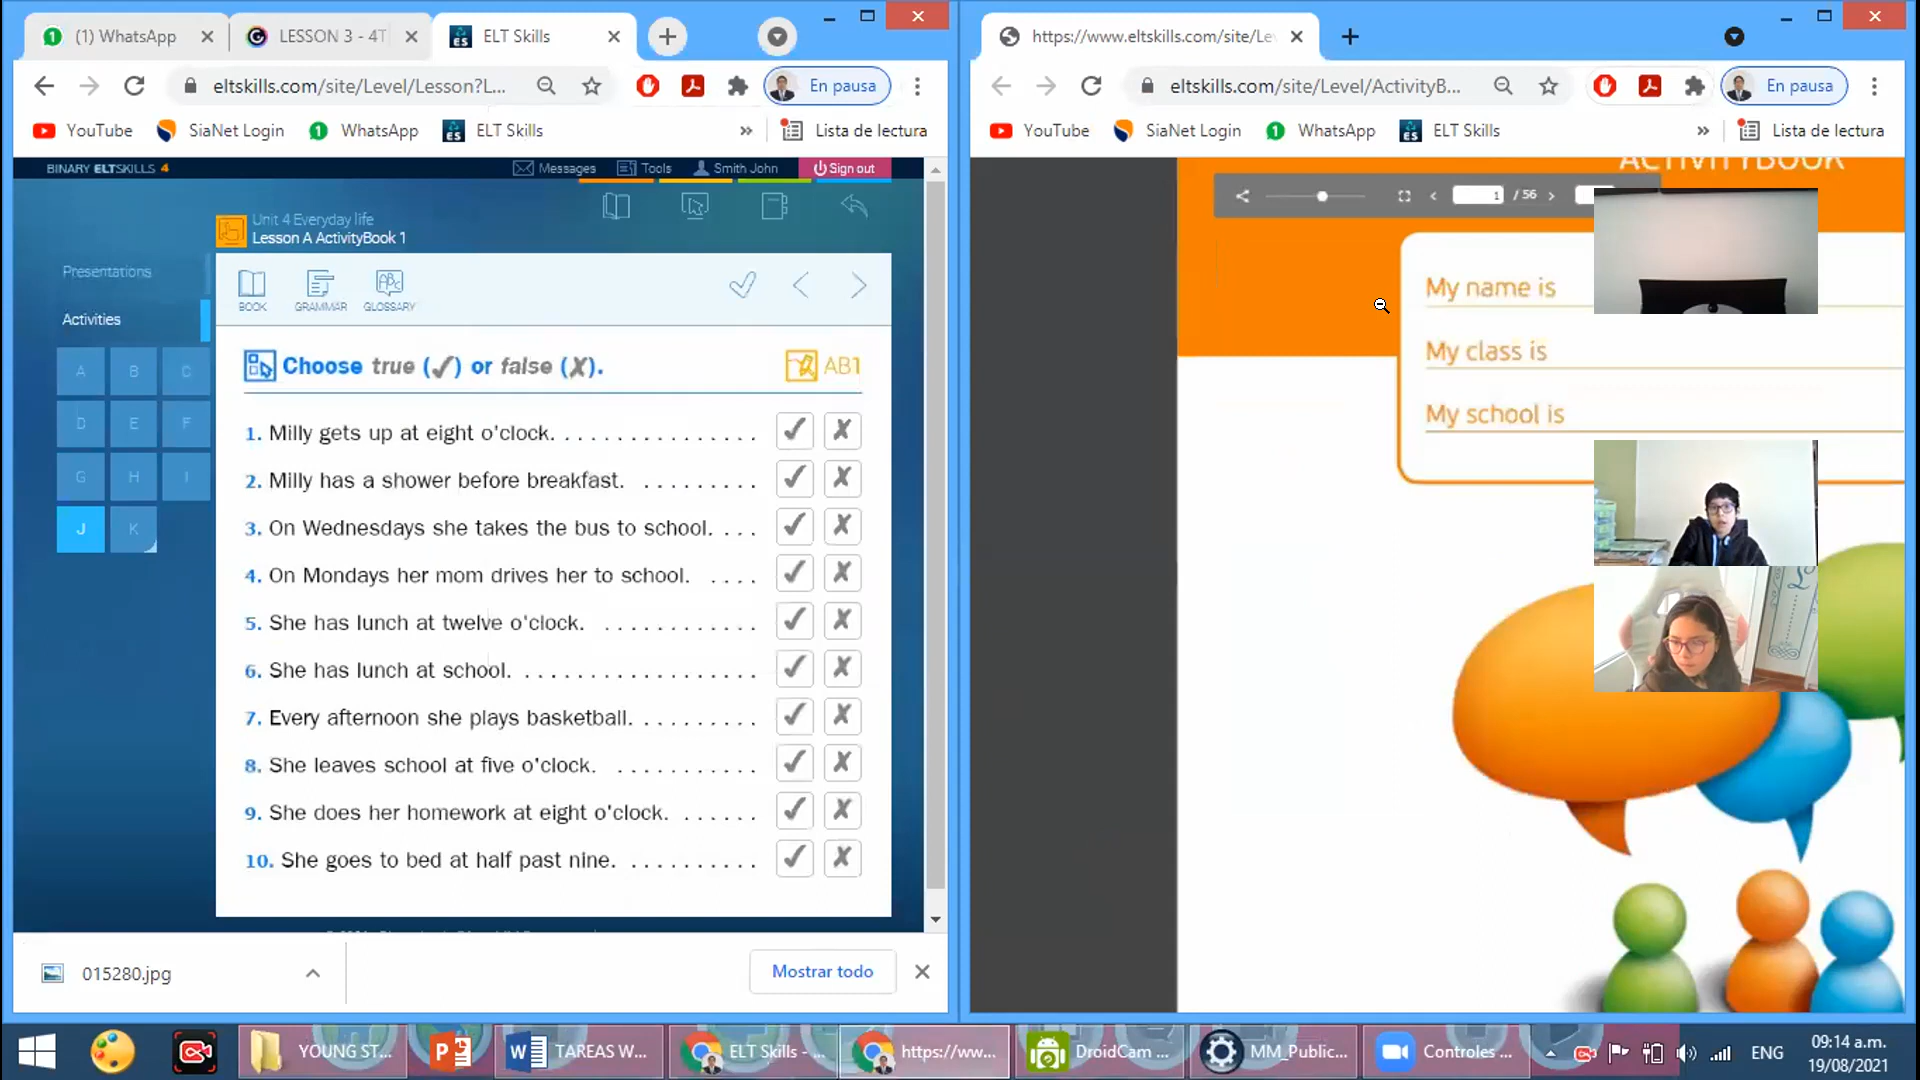 (1) WhatsApp
LESSON 3 - 4T
ELT Skills
eltskills.com/site/Level/Lesson?L...
En pausa
YouTube
SiaNet Login
WhatsApp
ELT Skills
»
Lista de lectura
BINARY ELTSKILLS 4
Messages
Tools
Smith John
Sign out
Unit 4 Everyday life
Lesson A ActivityBook 1
Presentations
Activities
A B C
D E F
G H I
J K
BOOK
GRAMMAR
GLOSSARY
Choose true (✓) or false (✗).
AB1
1. Milly gets up at eight o'clock. . . . . . . . . . . . . . . .
2. Milly has a shower before breakfast. . . . . . . . . .
3. On Wednesdays she takes the bus to school. . . .
4. On Mondays her mom drives her to school. . . . .
5. She has lunch at twelve o'clock. . . . . . . . . . . . .
6. She has lunch at school. . . . . . . . . . . . . . . . . . .
7. Every afternoon she plays basketball. . . . . . . . . .
8. She leaves school at five o'clock. . . . . . . . . . . .
9. She does her homework at eight o'clock. . . . . . .
10. She goes to bed at half past nine. . . . . . . . . . .
015280.jpg
Mostrar todo
https://www.eltskills.com/site/Le
eltskills.com/site/Level/ActivityB...
En pausa
YouTube
SiaNet Login
WhatsApp
ELT Skills
»
Lista de lectura
ACTIVITYBOOK
1 / 56
My name is
My class is
My school is
YOUNG ST...
TAREAS W...
ELT Skills - ...
https://ww...
DroidCam ...
MM_Public...
Controles ...
ENG
09:14 a.m.
19/08/2021